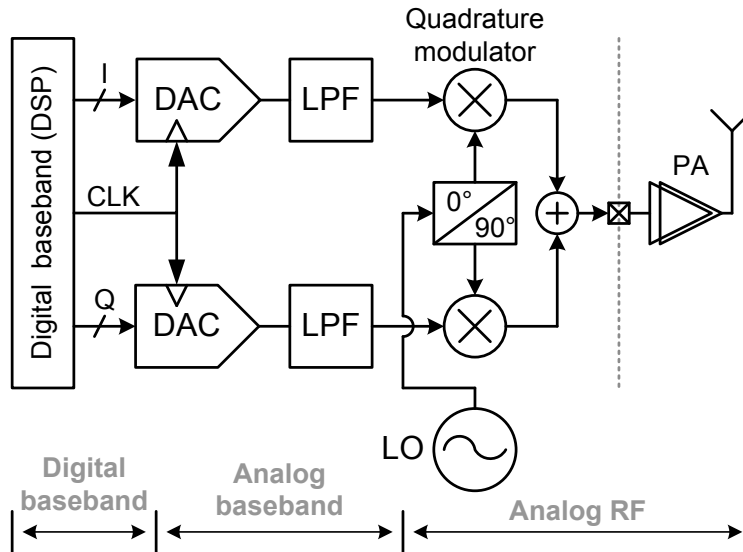 Quadrature
modulator
Digital baseband (DSP)
I
DAC
LPF
PA
CLK
0°
90°
Q
DAC
LPF
LO
Digital
baseband
Analog
baseband
Analog RF